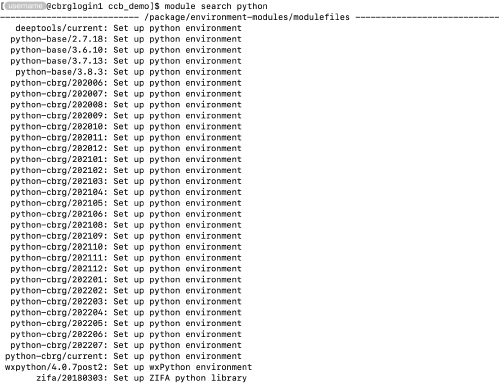 [username@cbrglogin1 ccb_demo]$ module search python
--------------------------- /package/environment-modules/modulefiles ----------------------------
deeptools/current: Set up python environment
python-base/2.7.18: Set up python environment
python-base/3.6.10: Set up python environment
python-base/3.7.13: Set up python environment
python-base/3.8.3: Set up python environment
python-cbrg/202006: Set up python environment
python-cbrg/202007: Set up python environment
python-cbrg/202008: Set up python environment
python-cbrg/202009: Set up python environment
python-cbrg/202010: Set up python environment
python-cbrg/202011: Set up python environment
python-cbrg/202012: Set up python environment
python-cbrg/202101: Set up python environment
python-cbrg/202102: Set up python environment
python-cbrg/202103: Set up python environment
python-cbrg/202104: Set up python environment
python-cbrg/202105: Set up python environment
python-cbrg/202106: Set up python environment
python-cbrg/202108: Set up python environment
python-cbrg/202109: Set up python environment
python-cbrg/202110: Set up python environment
python-cbrg/202111: Set up python environment
python-cbrg/202112: Set up python environment
python-cbrg/202201: Set up python environment
python-cbrg/202202: Set up python environment
python-cbrg/202203: Set up python environment
python-cbrg/202204: Set up python environment
python-cbrg/202205: Set up python environment
python-cbrg/202206: Set up python environment
python-cbrg/202207: Set up python environment
python-cbrg/current: Set up python environment
wxpython/4.0.7post2: Set up wxPython environment
zifa/20180303: Set up ZIFA python library